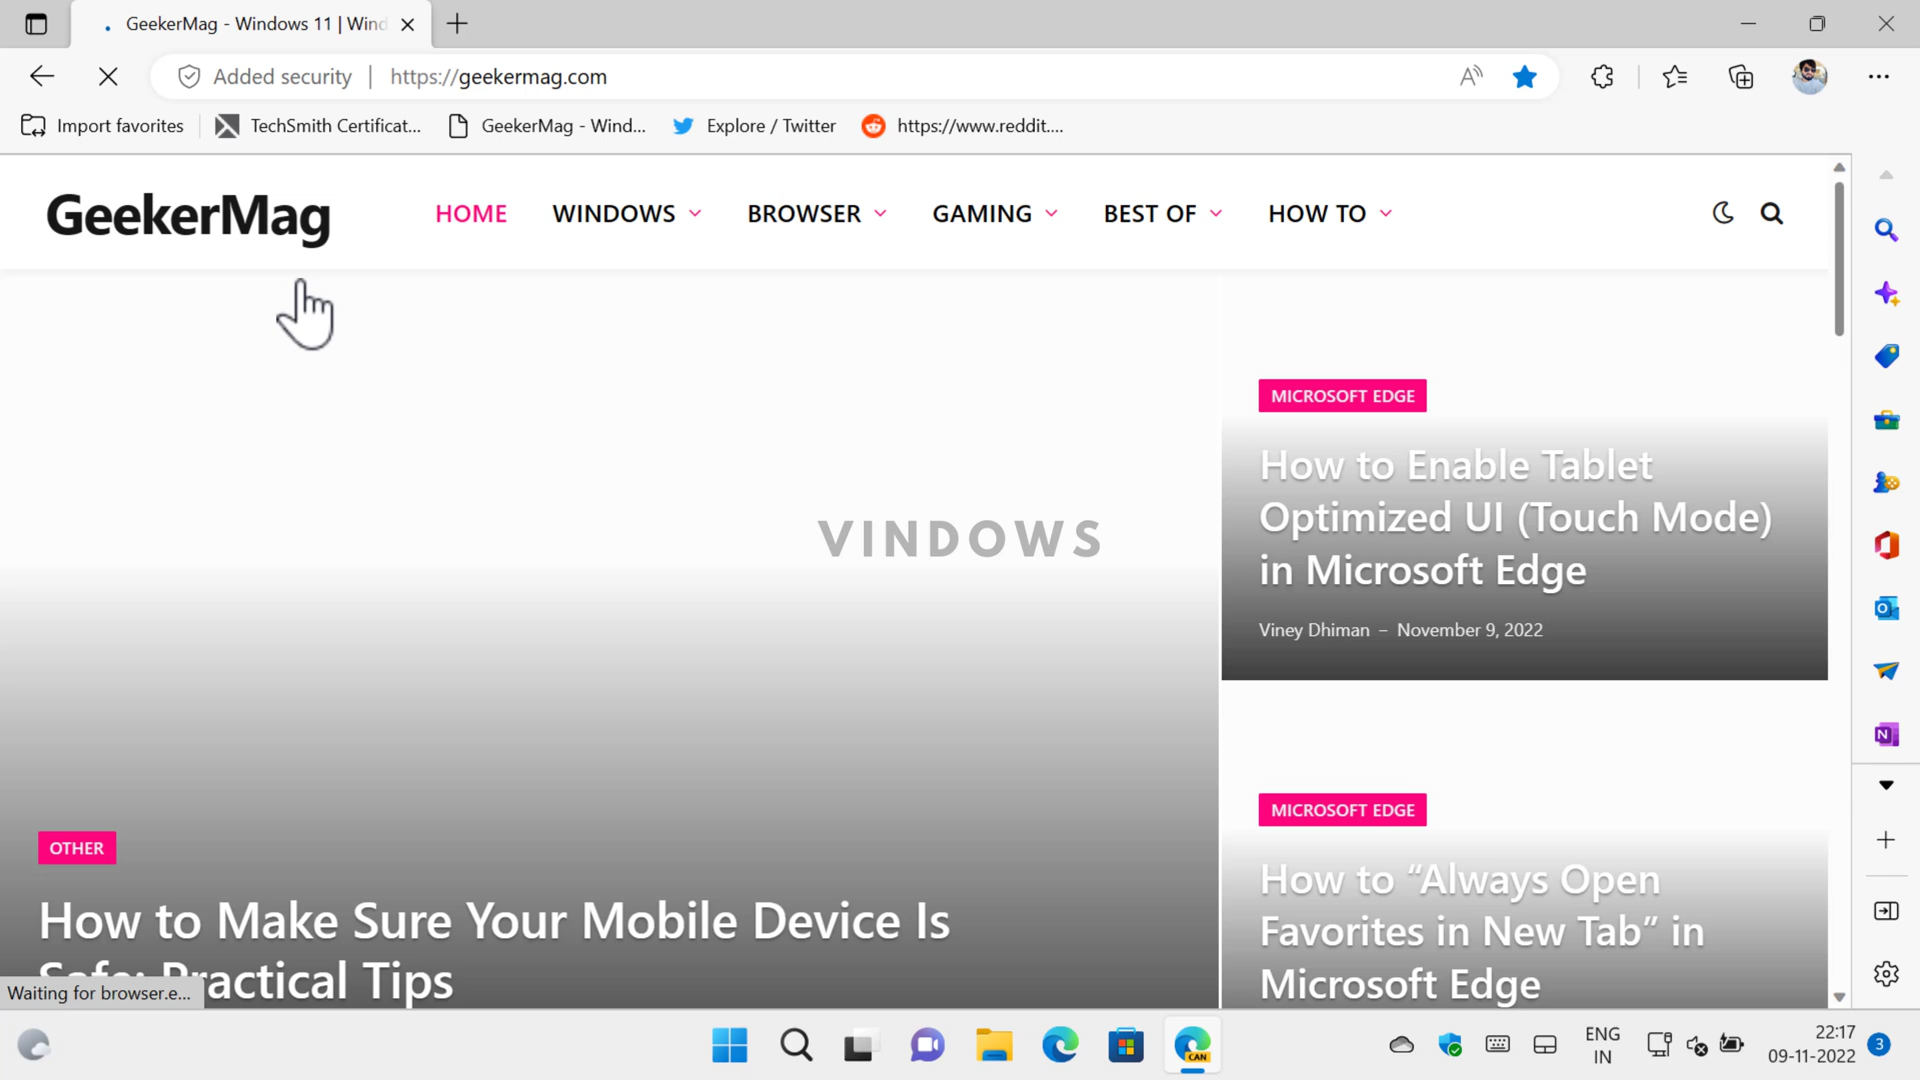 GeekerMag - Windows 11 | Wind
Added security | https://geekermag.com
Import favorites
TechSmith Certificat...
GeekerMag - Wind...
Explore / Twitter
https://www.reddit....
GeekerMag
HOME
WINDOWS
BROWSER
GAMING
BEST OF
HOW TO
VINDOWS
MICROSOFT EDGE
How to Enable Tablet
Optimized UI (Touch Mode)
in Microsoft Edge
Viney Dhiman – November 9, 2022
MICROSOFT EDGE
How to “Always Open
Favorites in New Tab” in
Microsoft Edge
OTHER
How to Make Sure Your Mobile Device Is
Safe: Practical Tips
Waiting for browser.e...
CAN
ENG
IN
22:17
09-11-2022
3